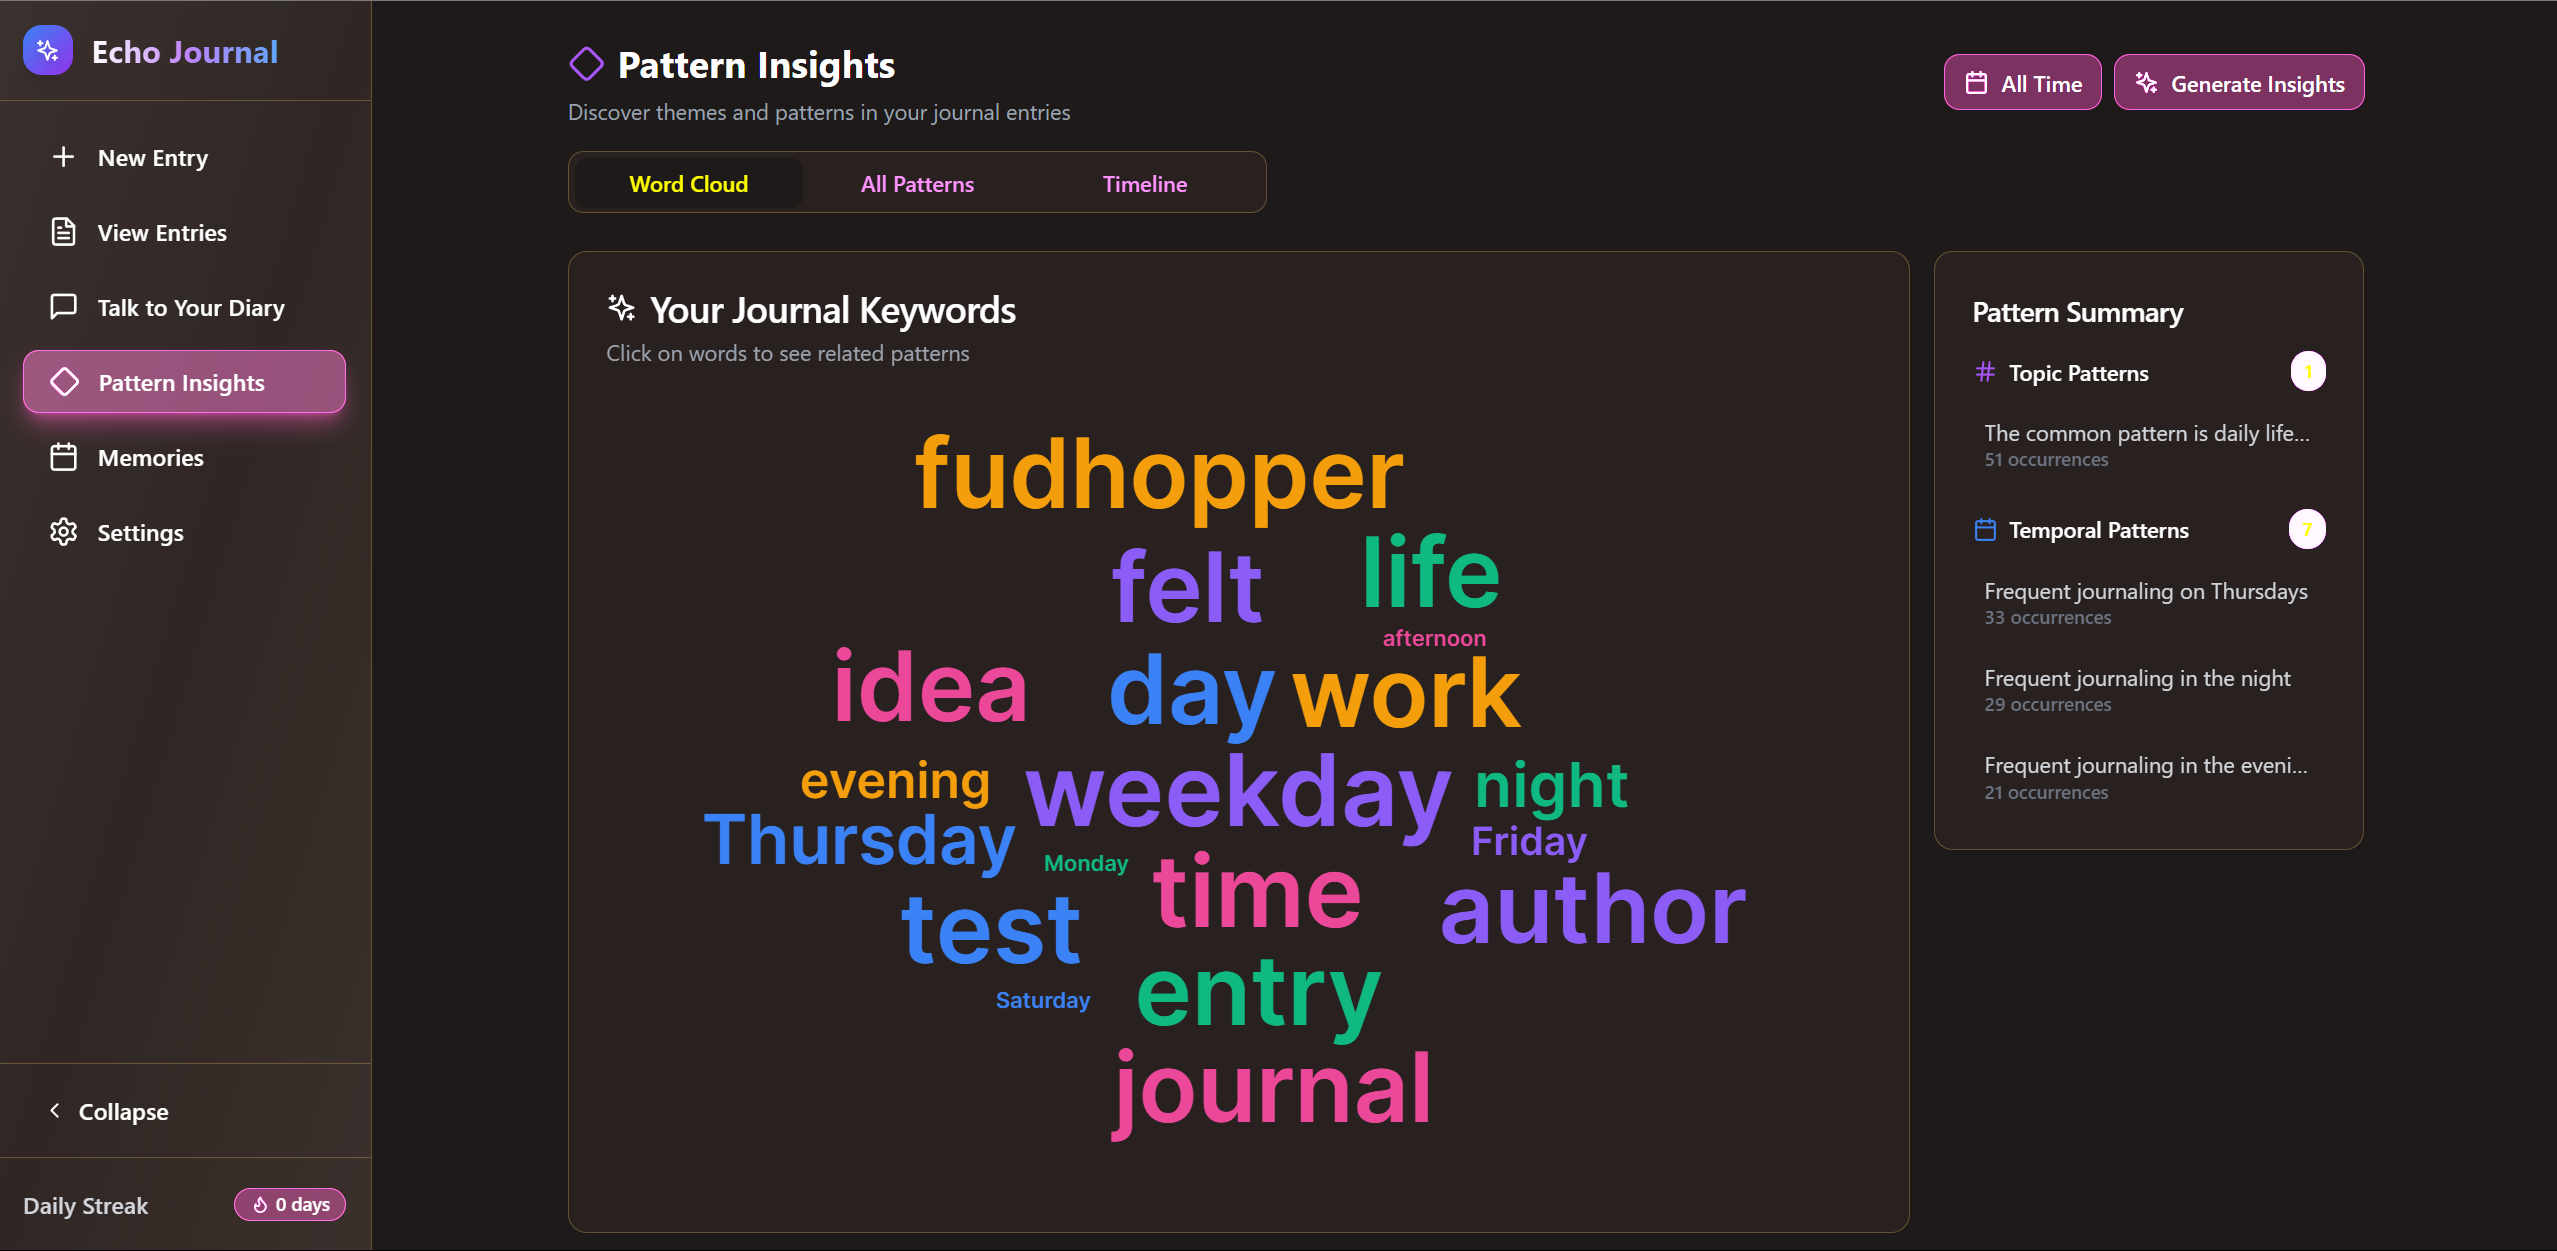 Echo Journal
New Entry
View Entries
Talk to Your Diary
Pattern Insights
Memories
Settings
Collapse
Daily Streak
0 days
Pattern Insights
Discover themes and patterns in your journal entries
All Time
Generate Insights
Word Cloud
All Patterns
Timeline
Your Journal Keywords
Click on words to see related patterns
fudhopper
felt
life
afternoon
idea
day
work
evening
weekday
night
Thursday
Monday
time
Friday
test
author
Saturday
entry
journal
Pattern Summary
Topic Patterns
1
The common pattern is daily life...
51 occurrences
Temporal Patterns
7
Frequent journaling on Thursdays
33 occurrences
Frequent journaling in the night
29 occurrences
Frequent journaling in the eveni...
21 occurrences